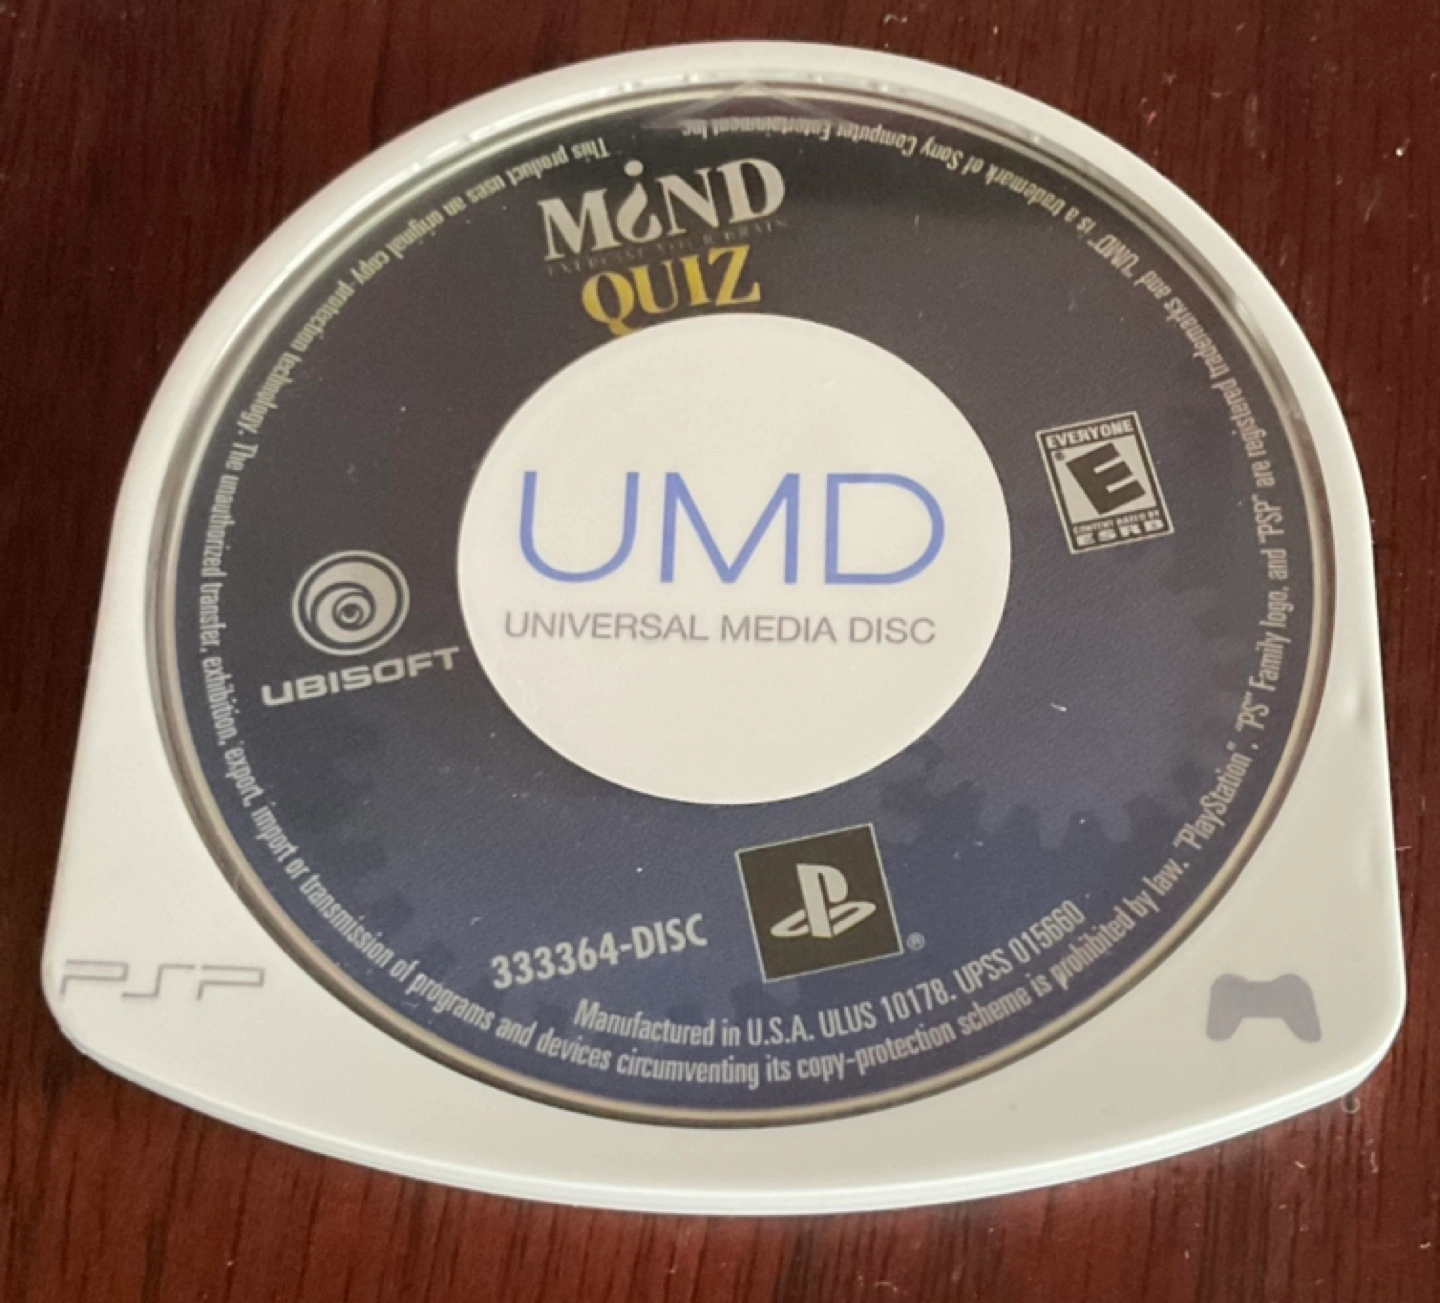 M¿ND
EXERCISE YOUR BRAIN
QUIZ
EVERYONE
E
CONTENT RATED BY
ESRB
UMD
UNIVERSAL MEDIA DISC
UBISOFT
333364-DISC
®
Manufactured in U.S.A. ULUS 10178. UPSS 015660
This product uses an original copy-protection technology. The unauthorized transfer, exhibition, export, import or transmission of programs and devices circumventing its copy-protection scheme is prohibited by law. "PlayStation", "PS" Family logo, and "PSP" are registered trademarks and "UMD" is a trademark of Sony Computer Entertainment Inc.
PSP